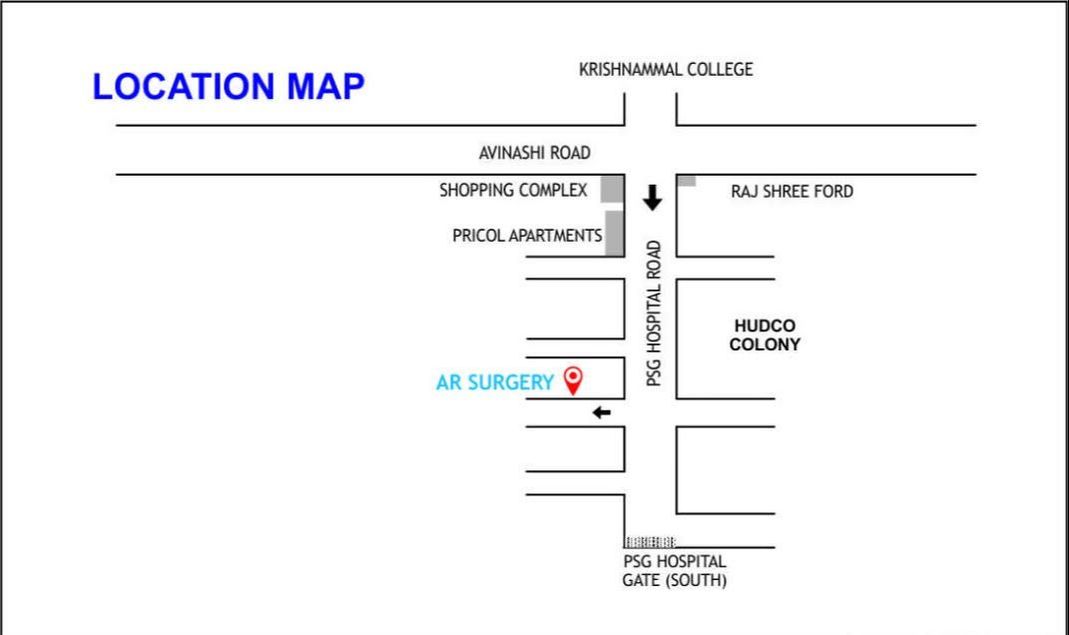 LOCATION MAP
KRISHNAMMAL COLLEGE
AVINASHI ROAD
SHOPPING COMPLEX
RAJ SHREE FORD
PRICOL APARTMENTS
PSG HOSPITAL ROAD
HUDCO
COLONY
AR SURGERY
PSG HOSPITAL
GATE (SOUTH)